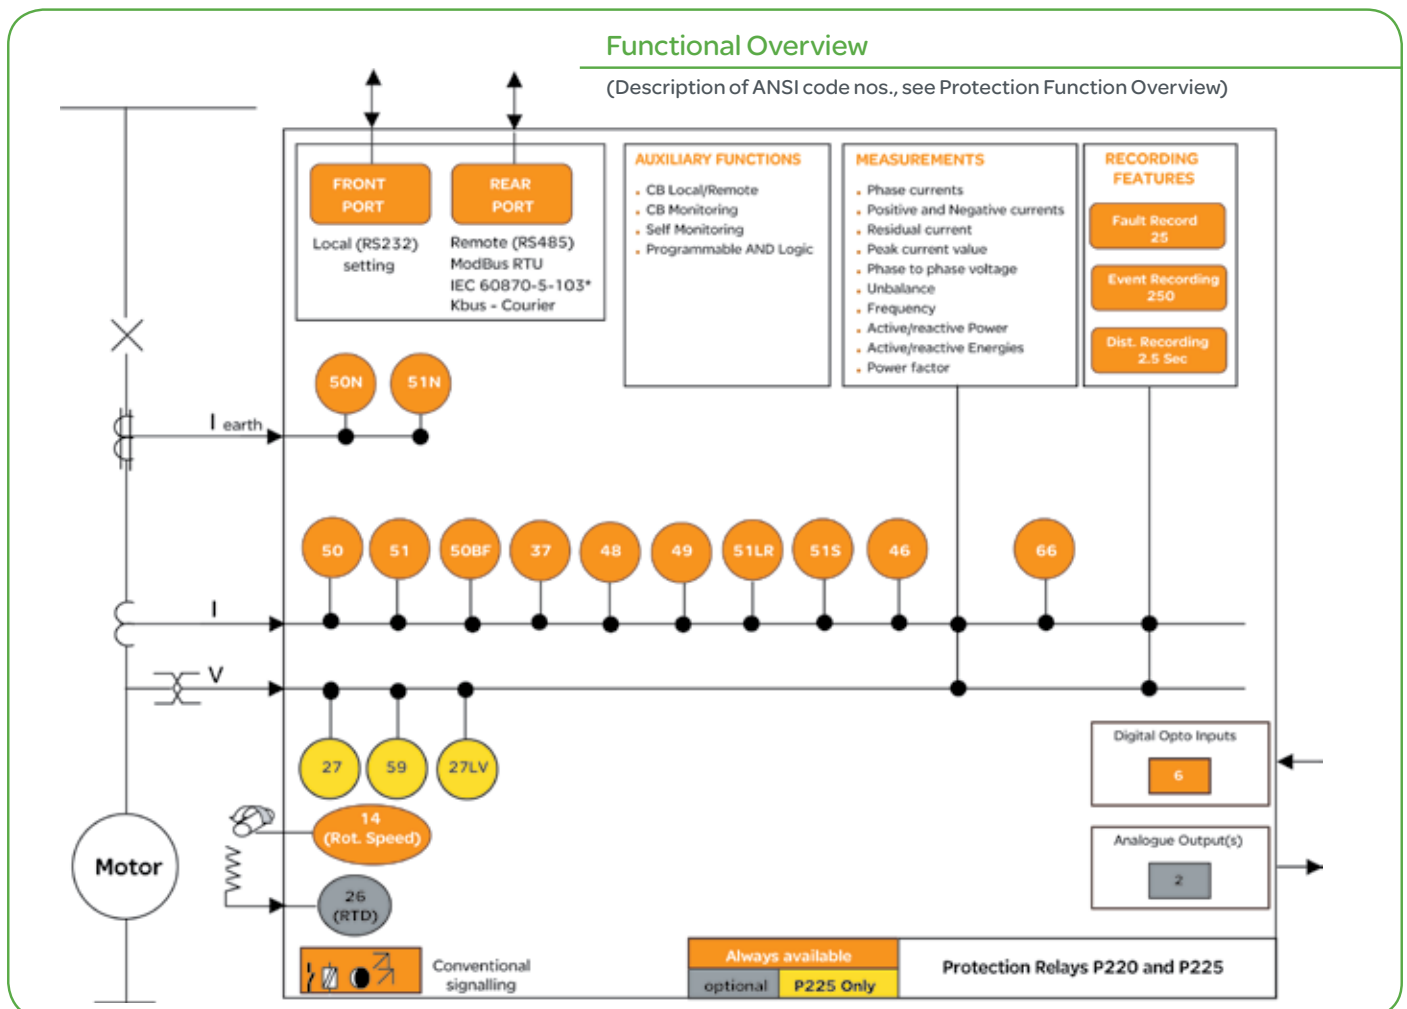 Functional Overview
(Description of ANSI code nos., see Protection Function Overview)
FRONT
PORT
Local (RS232)
setting
REAR
PORT
Remote (RS485)
ModBus RTU
IEC 60870-5-103*
Kbus - Courier
AUXILIARY FUNCTIONS
CB Local/Remote
CB Monitoring
Self Monitoring
Programmable AND Logic
MEASUREMENTS
Phase currents
Positive and Negative currents
Residual current
Peak current value
Phase to phase voltage
Unbalance
Frequency
Active/reactive Power
Active/reactive Energies
Power factor
RECORDING
FEATURES
Fault Record
25
Event Recording
250
Dist. Recording
2.5 Sec
50N
51N
I earth
50
51
50BF
37
48
49
51LR
51S
46
66
I
V
27
59
27LV
14
(Rot. Speed)
26
(RTD)
Motor
Digital Opto Inputs
6
Analogue Output(s)
2
Conventional
signalling
Always available
optional
P225 Only
Protection Relays P220 and P225